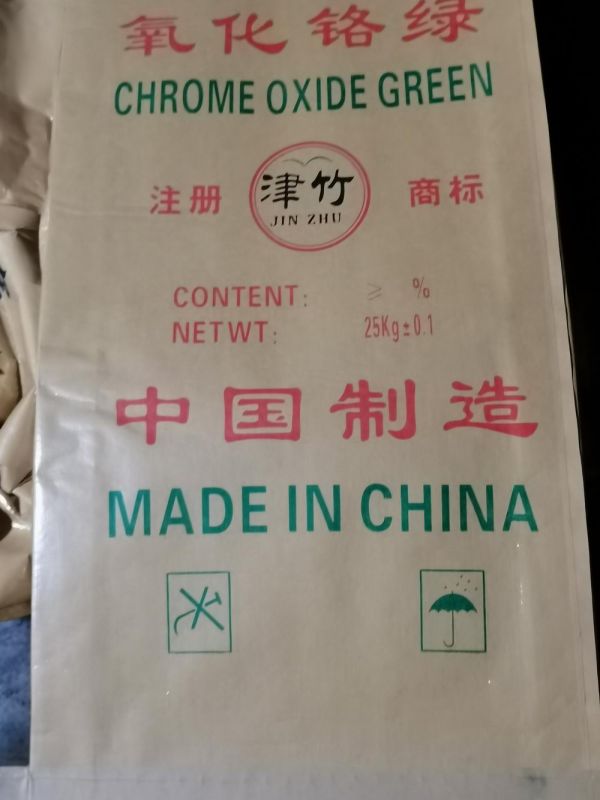 氧化铬绿
CHROME OXIDE GREEN
注册 津竹 商标
JIN ZHU
CONTENT: ≥ %
NETWT: 25Kg±0.1
中国制造
MADE IN CHINA